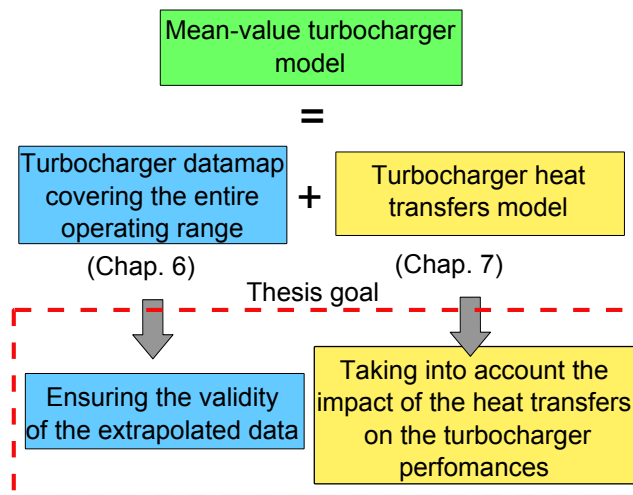 Mean-value turbocharger
model
=
Turbocharger datamap
covering the entire
operating range
+
Turbocharger heat
transfers model
(Chap. 6)
(Chap. 7)
Thesis goal
Ensuring the validity
of the extrapolated data
Taking into account the
impact of the heat transfers
on the turbocharger
perfomances